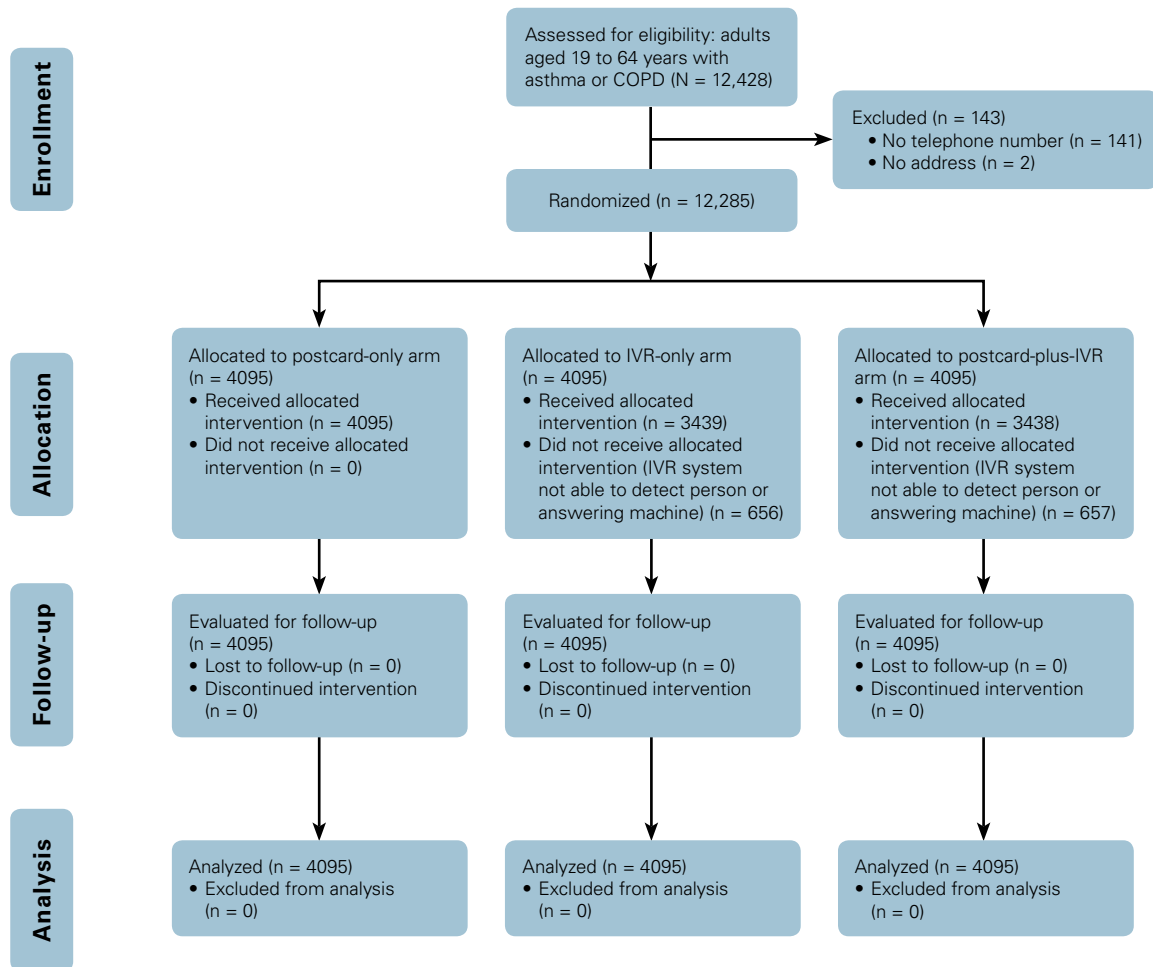 Enrollment
Assessed for eligibility: adults
aged 19 to 64 years with
asthma or COPD (N = 12,428)
Excluded (n = 143)
• No telephone number (n = 141)
• No address (n = 2)
Randomized (n = 12,285)
Allocation
Allocated to postcard-only arm
(n = 4095)
• Received allocated
intervention (n = 4095)
• Did not receive allocated
intervention (n = 0)
Allocated to IVR-only arm
(n = 4095)
• Received allocated
intervention (n = 3439)
• Did not receive allocated
intervention (IVR system
not able to detect person or
answering machine) (n = 656)
Allocated to postcard-plus-IVR
arm (n = 4095)
• Received allocated
intervention (n = 3438)
• Did not receive allocated
intervention (IVR system
not able to detect person or
answering machine) (n = 657)
Follow-up
Evaluated for follow-up
(n = 4095)
• Lost to follow-up (n = 0)
• Discontinued intervention
(n = 0)
Evaluated for follow-up
(n = 4095)
• Lost to follow-up (n = 0)
• Discontinued intervention
(n = 0)
Evaluated for follow-up
(n = 4095)
• Lost to follow-up (n = 0)
• Discontinued intervention
(n = 0)
Analysis
Analyzed (n = 4095)
• Excluded from analysis
(n = 0)
Analyzed (n = 4095)
• Excluded from analysis
(n = 0)
Analyzed (n = 4095)
• Excluded from analysis
(n = 0)